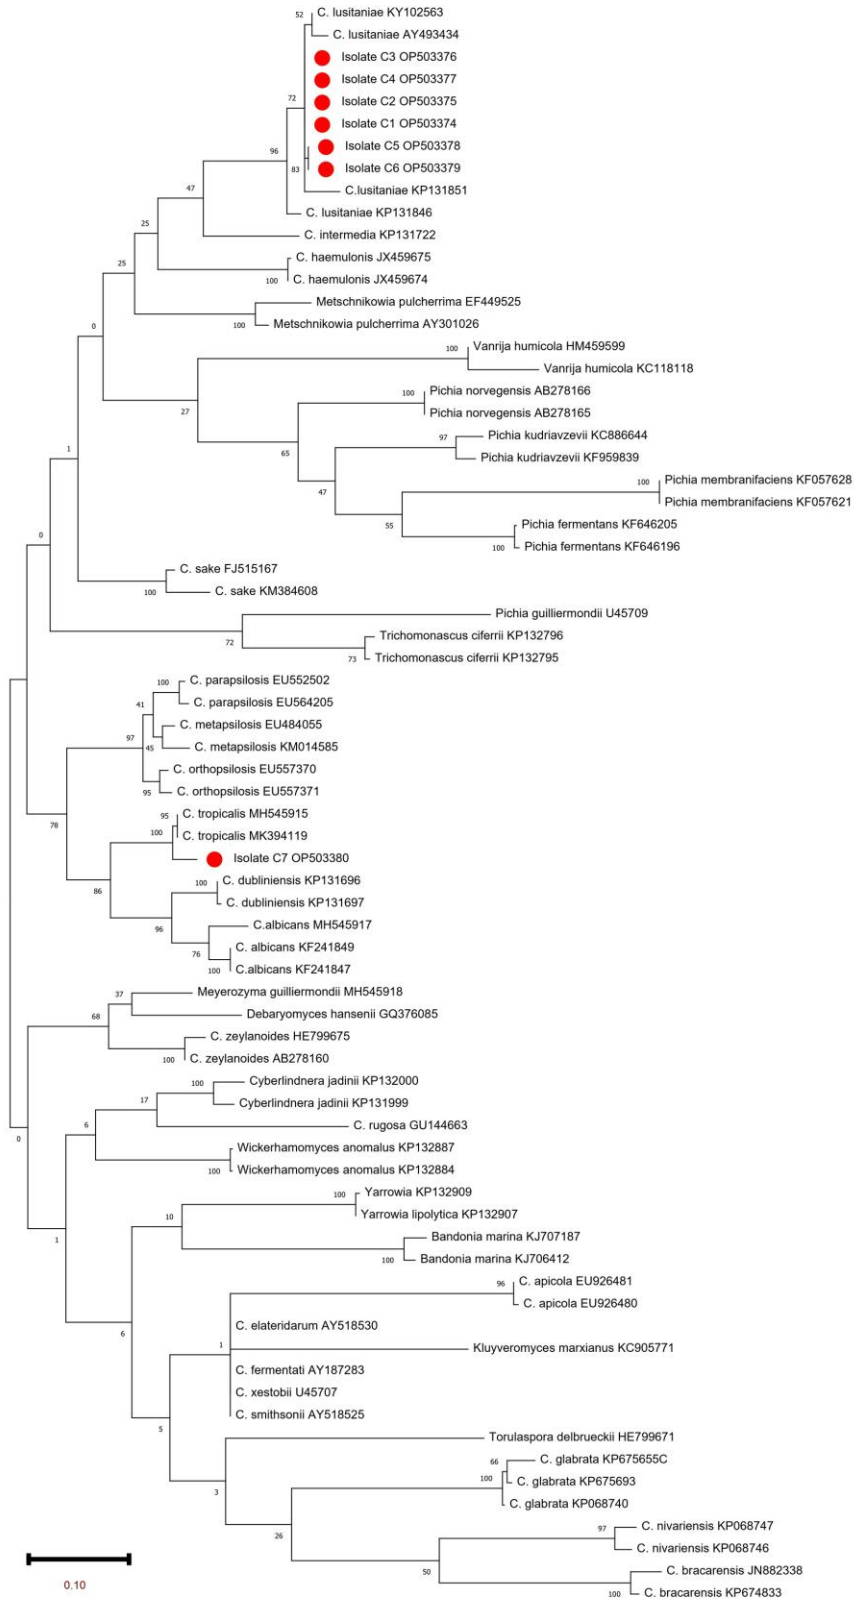 C. lusitaniae KY102563
52
C. lusitaniae AY493434
Isolate C3 OP503376
Isolate C4 OP503377
72
Isolate C2 OP503375
Isolate C1 OP503374
96
Isolate C5 OP503378
83
Isolate C6 OP503379
47
C.lusitaniae KP131851
C. lusitaniae KP131846
25
C. intermedia KP131722
C. haemulonis JX459675
25
100
C. haemulonis JX459674
Metschnikowia pulcherrima EF449525
0
100
Metschnikowia pulcherrima AY301026
100
Vanrija humicola HM459599
Vanrija humicola KC118118
100
Pichia norvegensis AB278166
27
Pichia norvegensis AB278165
97
Pichia kudriavzevii KC886644
1
65
Pichia kudriavzevii KF959839
100
Pichia membranifaciens KF057628
47
Pichia membranifaciens KF057621
55
Pichia fermentans KF646205
0
100
Pichia fermentans KF646196
C. sake FJ515167
100
C. sake KM384608
Pichia guilliermondii U45709
72
Trichomonascus ciferrii KP132796
73
Trichomonascus ciferrii KP132795
100
C. parapsilosis EU552502
41
C. parapsilosis EU564205
97
C. metapsilosis EU484055
45
C. metapsilosis KM014585
C. orthopsilosis EU557370
95
C. orthopsilosis EU557371
95
C. tropicalis MH545915
78
100
C. tropicalis MK394119
Isolate C7 OP503380
86
100
C. dubliniensis KP131696
C. dubliniensis KP131697
96
C.albicans MH545917
76
C. albicans KF241849
100
C.albicans KF241847
37
Meyerozyma guilliermondii MH545918
68
Debaryomyces hansenii GQ376085
C. zeylanoides HE799675
100
C. zeylanoides AB278160
100
Cyberlindnera jadinii KP132000
17
Cyberlindnera jadinii KP131999
0
6
C. rugosa GU144663
Wickerhamomyces anomalus KP132887
100
Wickerhamomyces anomalus KP132884
100
Yarrowia KP132909
10
Yarrowia lipolytica KP132907
1
Bandonia marina KJ707187
100
Bandonia marina KJ706412
96
C. apicola EU926481
C. apicola EU926480
6
C. elateridarum AY518530
1
Kluyveromyces marxianus KC905771
C. fermentati AY187283
C. xestobii U45707
5
C. smithsonii AY518525
Torulaspora delbrueckii HE799671
66
C. glabrata KP675655C
3
100
C. glabrata KP675693
C. glabrata KP068740
26
97
C. nivariensis KP068747
C. nivariensis KP068746
50
C. bracarensis JN882338
100
C. bracarensis KP674833
0.10